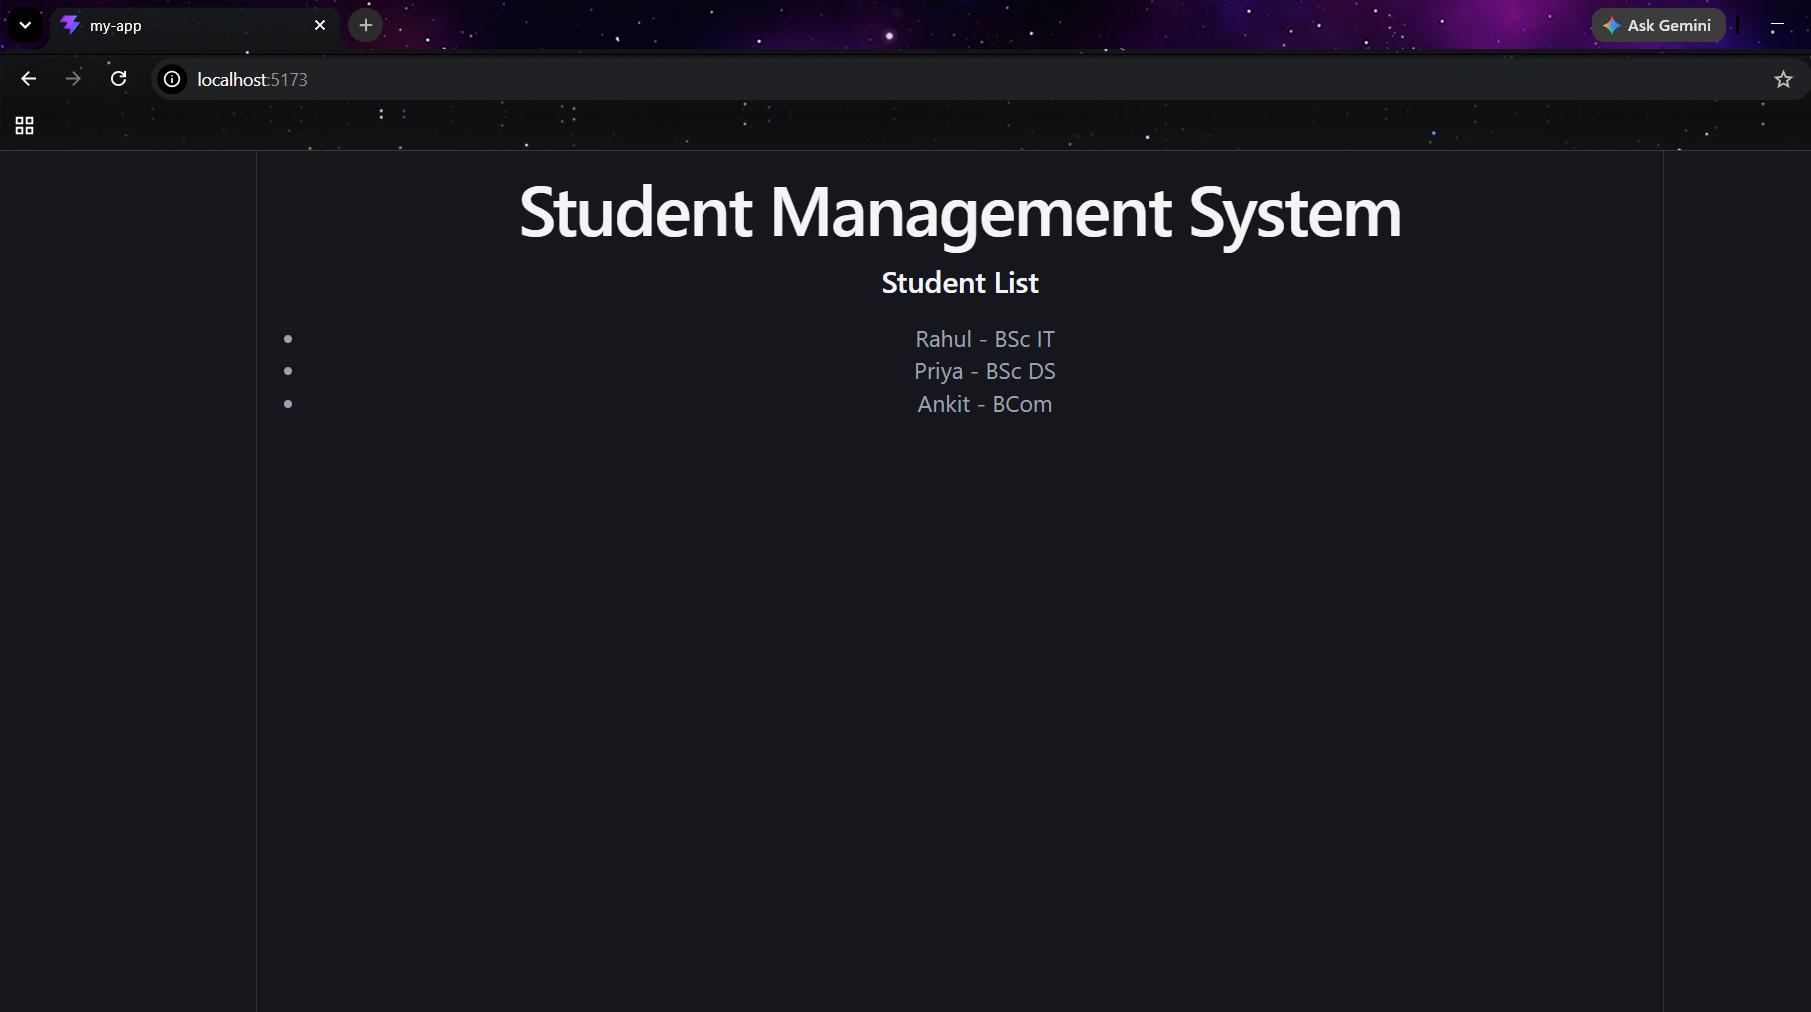 my-app
Ask Gemini
localhost:5173
Student Management System
Student List
Rahul - BSc IT
Priya - BSc DS
Ankit - BCom